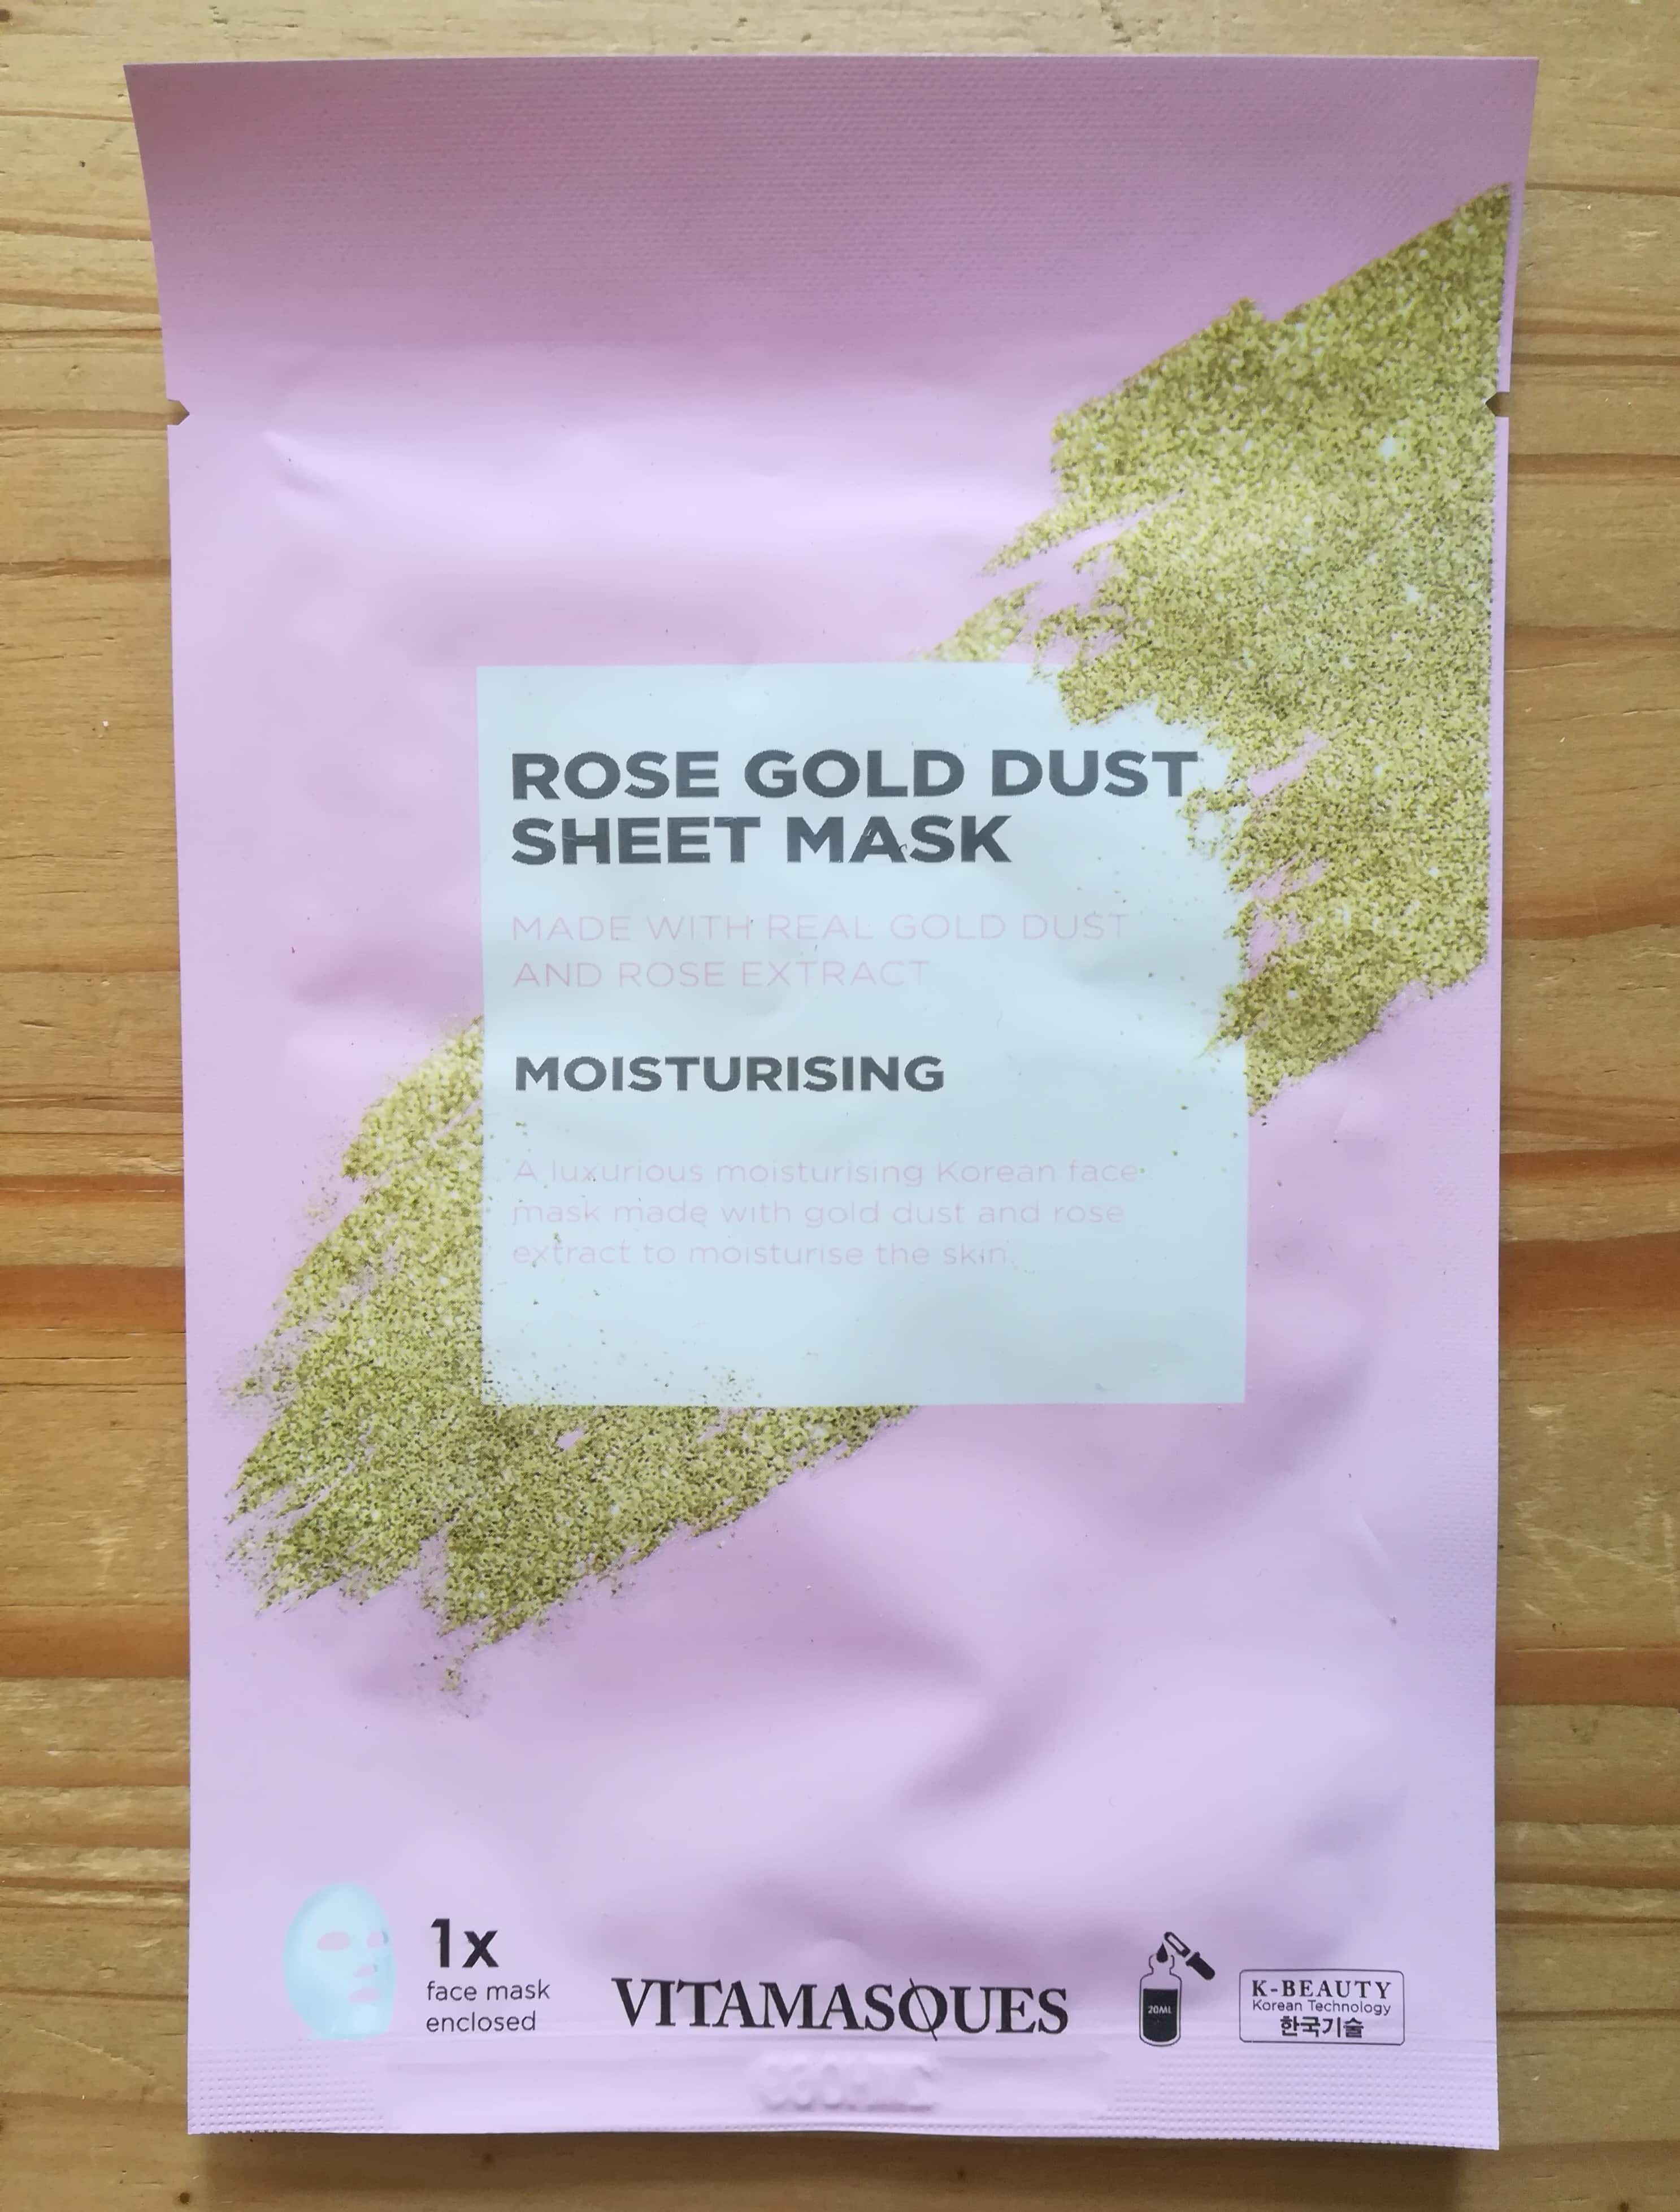 ROSE GOLD DUST
SHEET MASK
MADE WITH REAL GOLD DUST
AND ROSE EXTRACT
MOISTURISING
A luxurious moisturising Korean face
mask made with gold dust and rose
extract to moisturise the skin.
1x
face mask
enclosed
VITAMASQUES
20ML
K-BEAUTY
Korean Technology
한국기술